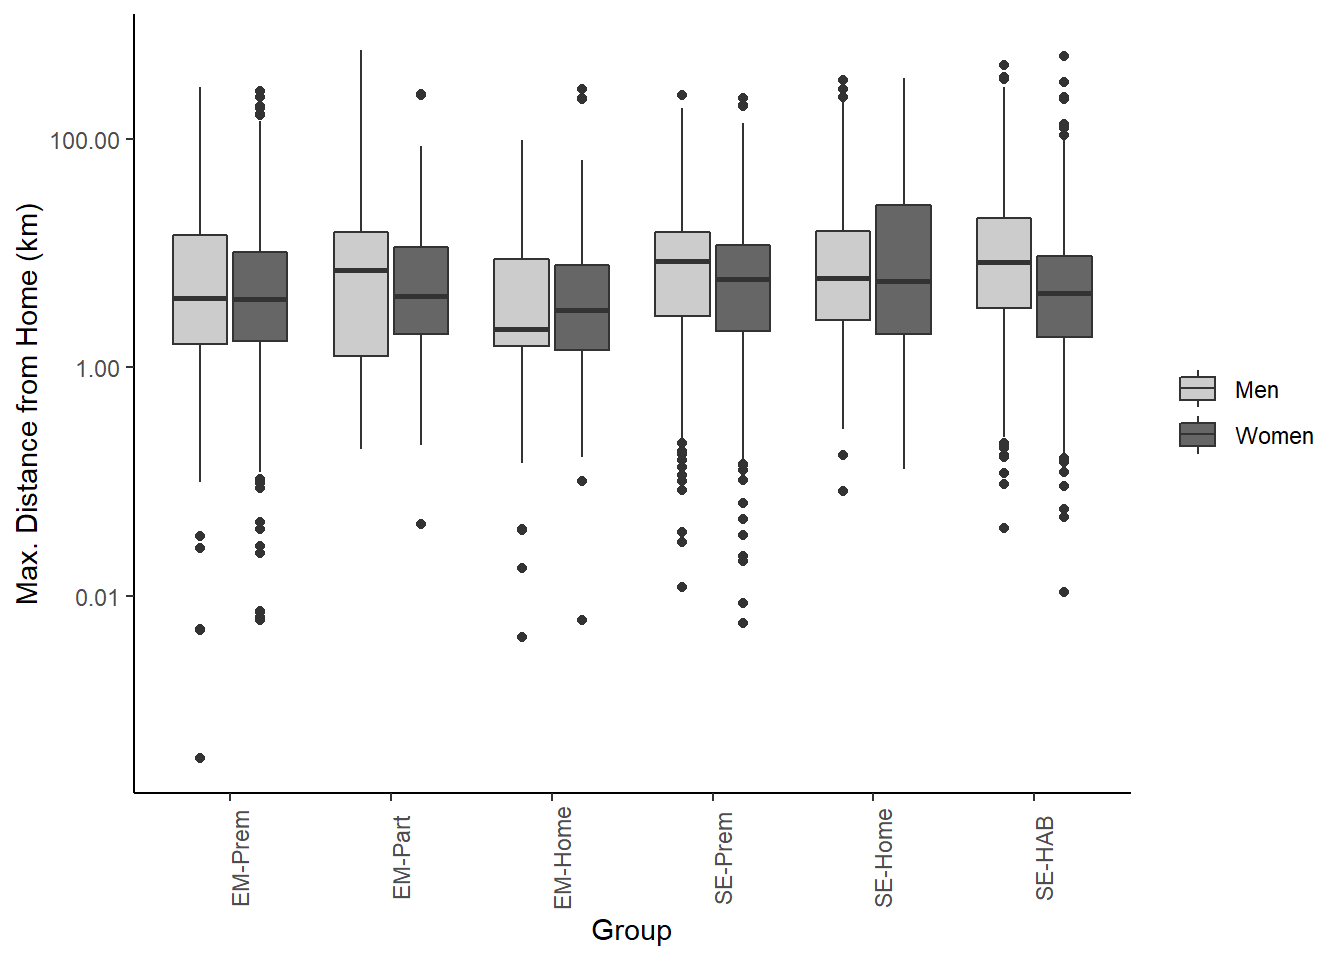 Max. Distance from Home (km)
100.00
1.00
0.01
EM-Prem
EM-Part
EM-Home
SE-Prem
SE-Home
SE-HAB
Group
Men
Women